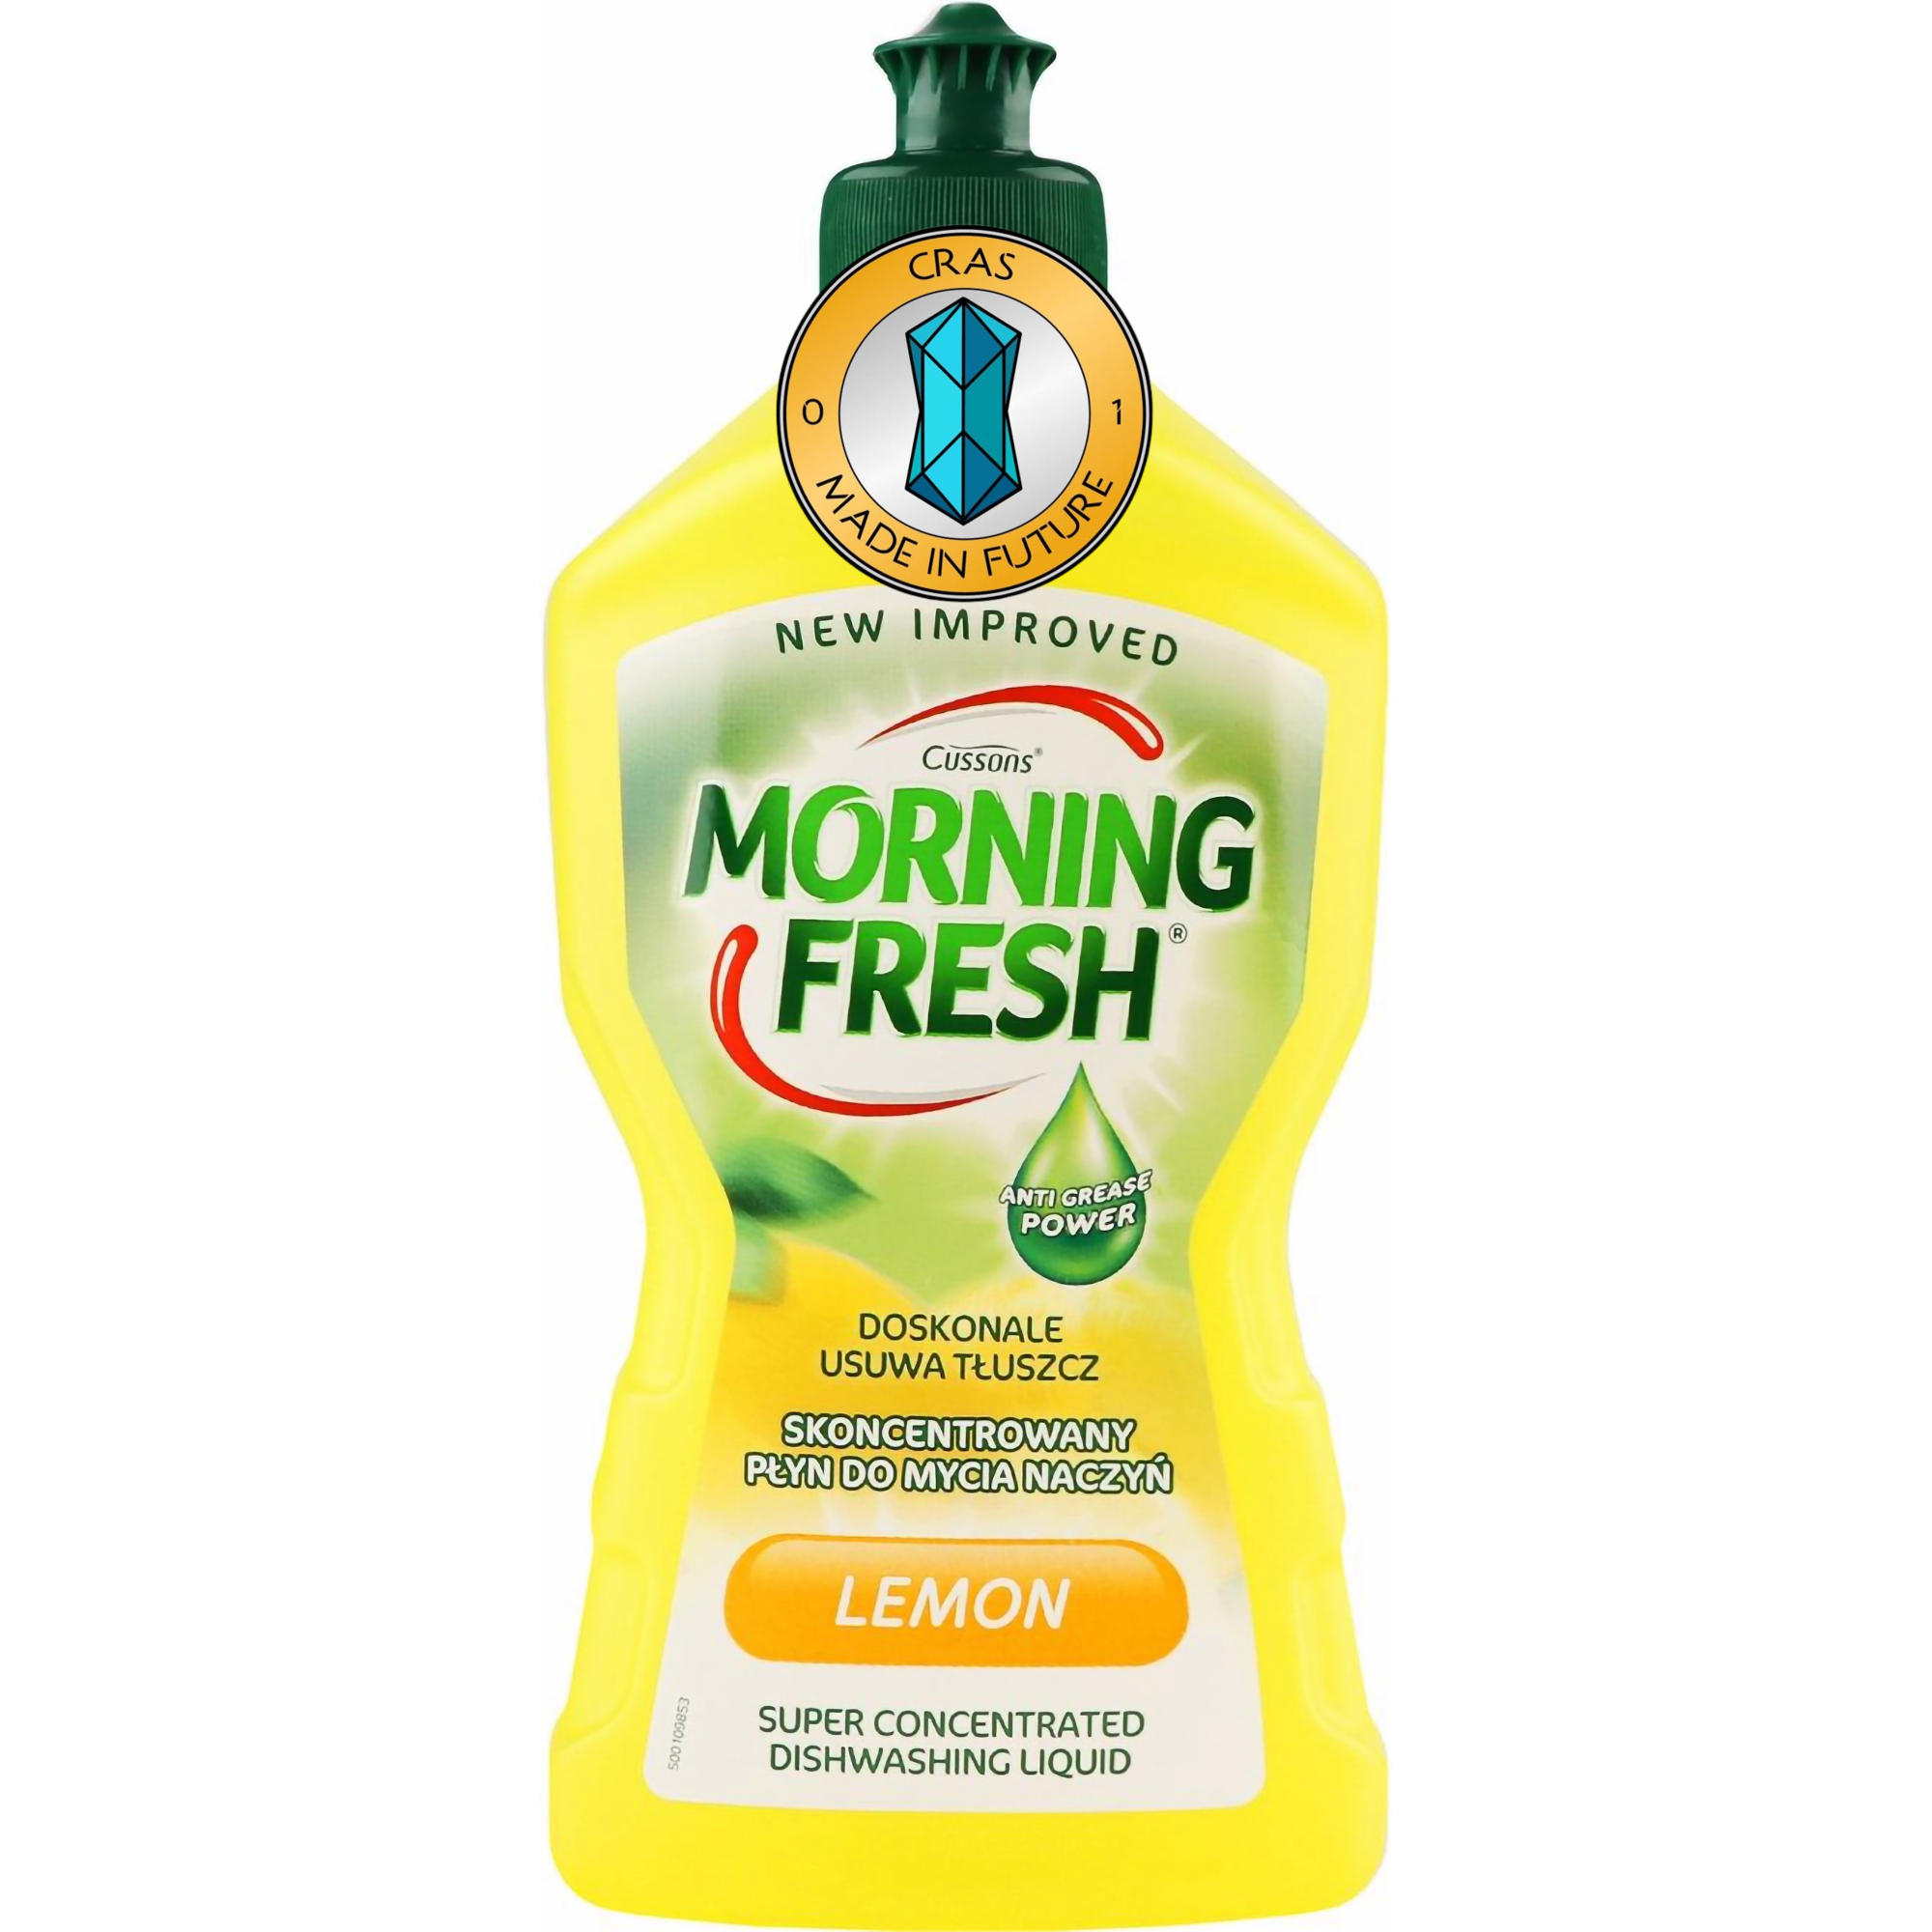 CRAS
0 1
MADE IN FUTURE
NEW IMPROVED
Cussons®
MORNING
FRESH®
ANTI GREASE
POWER
DOSKONALE
USUWA TŁUSZCZ
SKONCENTROWANY
PŁYN DO MYCIA NACZYŃ
LEMON
500109853
SUPER CONCENTRATED
DISHWASHING LIQUID